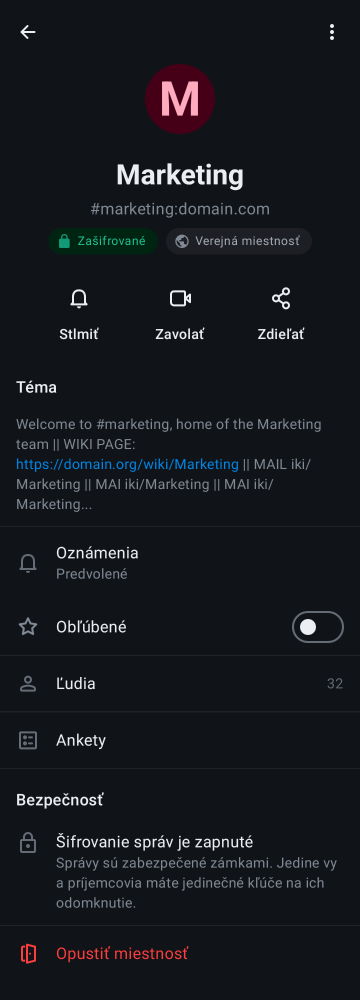 M
Marketing
#marketing:domain.com
Zašifrované
Verejná miestnosť
Stlmiť
Zavolať
Zdieľať
Téma
Welcome to #marketing, home of the Marketing
team || WIKI PAGE:
https://domain.org/wiki/Marketing || MAIL iki/
Marketing || MAI iki/Marketing || MAI iki/
Marketing...
Oznámenia
Predvolené
Obľúbené
Ľudia 32
Ankety
Bezpečnosť
Šifrovanie správ je zapnuté
Správy sú zabezpečené zámkami. Jedine vy
a príjemcovia máte jedinečné kľúče na ich
odomknutie.
Opustiť miestnosť